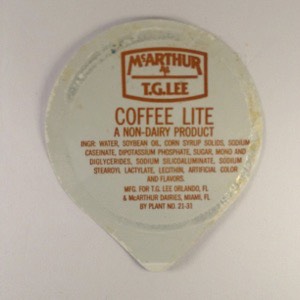 McARTHUR
T.G.LEE
COFFEE LITE
A NON-DAIRY PRODUCT
INGR: WATER, SOYBEAN OIL, CORN SYRUP SOLIDS, SODIUM
CASEINATE, DIPOTASSIUM PHOSPHATE, SUGAR, MONO AND
DIGLYCERIDES, SODIUM SILICOALUMINATE, SODIUM
STEAROYL LACTYLATE, LECITHIN, ARTIFICIAL COLOR
AND FLAVORS.
MFG. FOR T.G. LEE ORLANDO, FL
& McARTHUR DAIRIES, MIAMI, FL
BY PLANT NO. 21-31